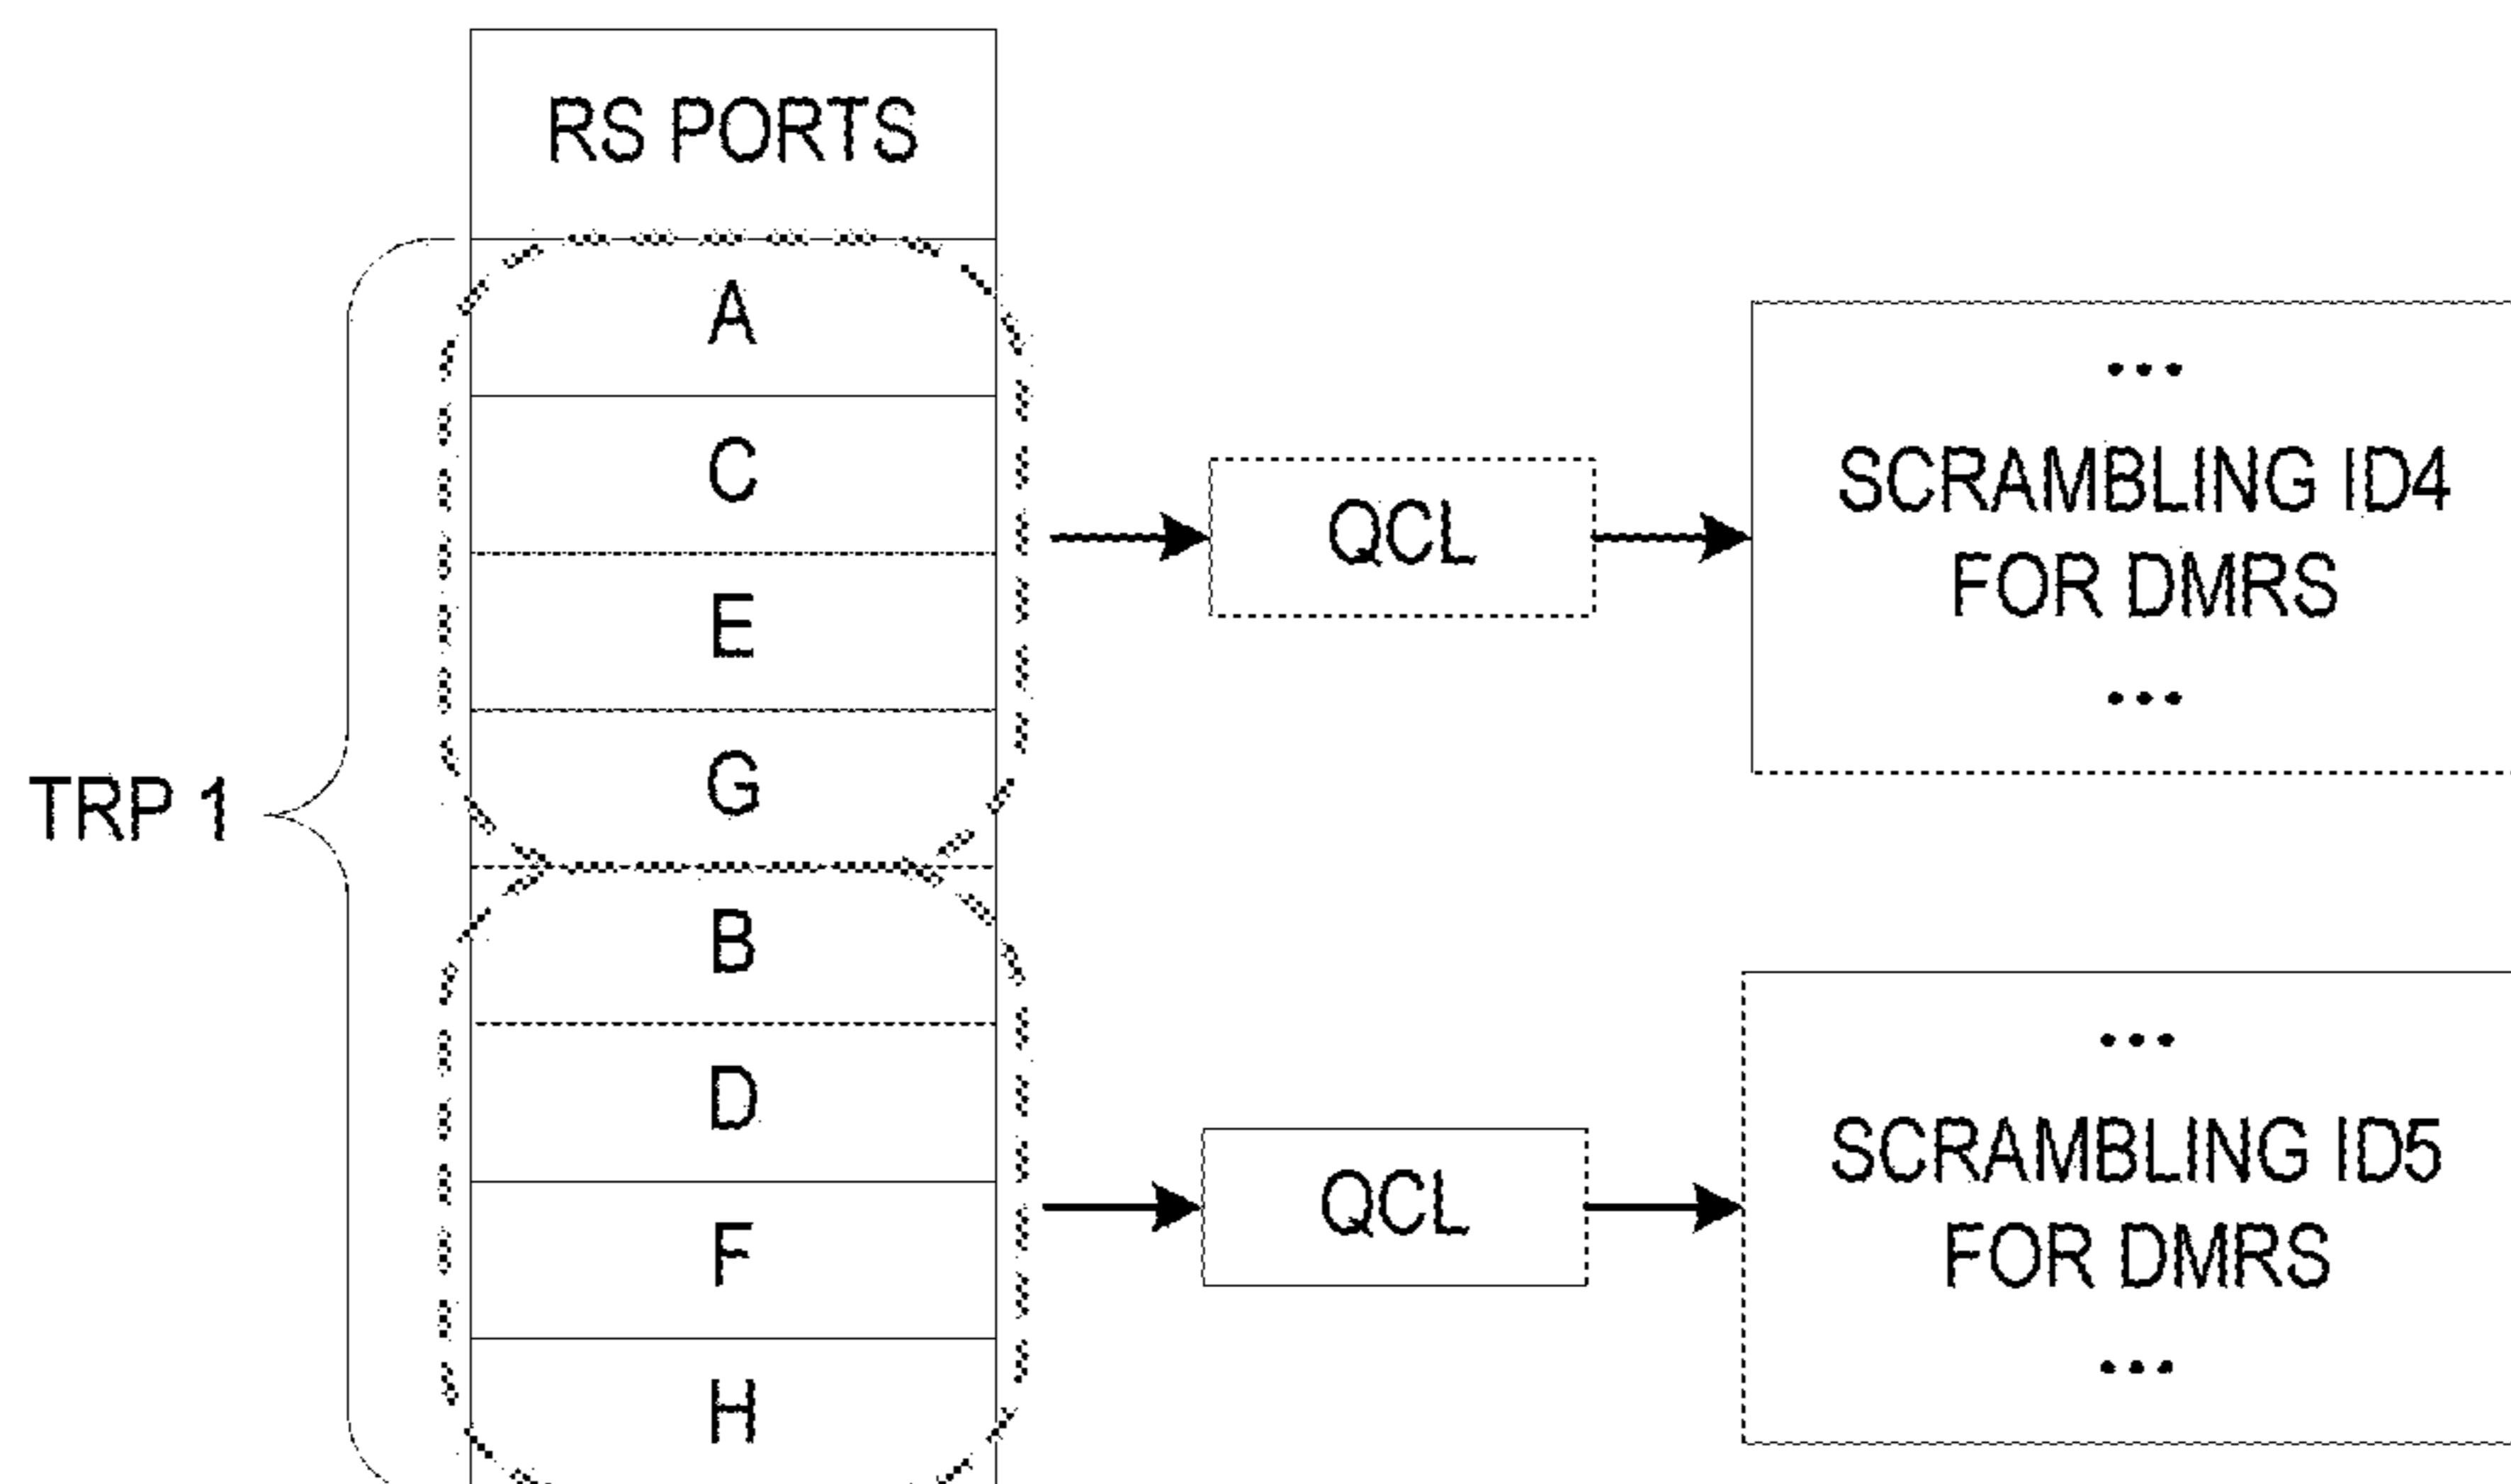 RS PORTS
A
C
E
G
B
D
F
H
TRP 1
QCL
...
SCRAMBLING ID4
FOR DMRS
...
QCL
...
SCRAMBLING ID5
FOR DMRS
...